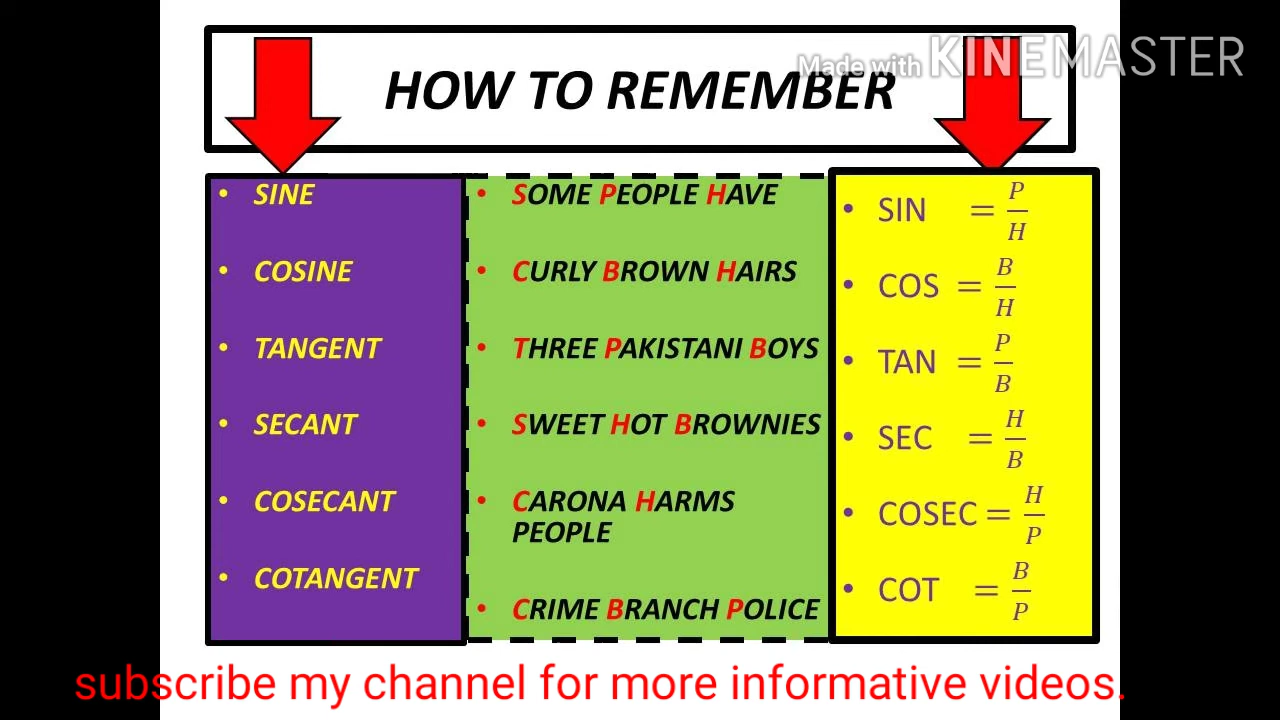 Made with KINEMASTER
HOW TO REMEMBER
• SINE
• COSINE
• TANGENT
• SECANT
• COSECANT
• COTANGENT
• SOME PEOPLE HAVE
• CURLY BROWN HAIRS
• THREE PAKISTANI BOYS
• SWEET HOT BROWNIES
• CARONA HARMS
PEOPLE
• CRIME BRANCH POLICE
• SIN = P/H
• COS = B/H
• TAN = P/B
• SEC = H/B
• COSEC = H/P
• COT = B/P
subscribe my channel for more informative videos.